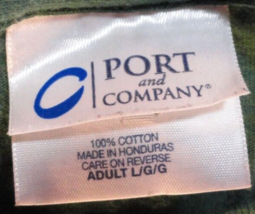 PORT
and
COMPANY®
100% COTTON
MADE IN HONDURAS
CARE ON REVERSE
ADULT L/G/G